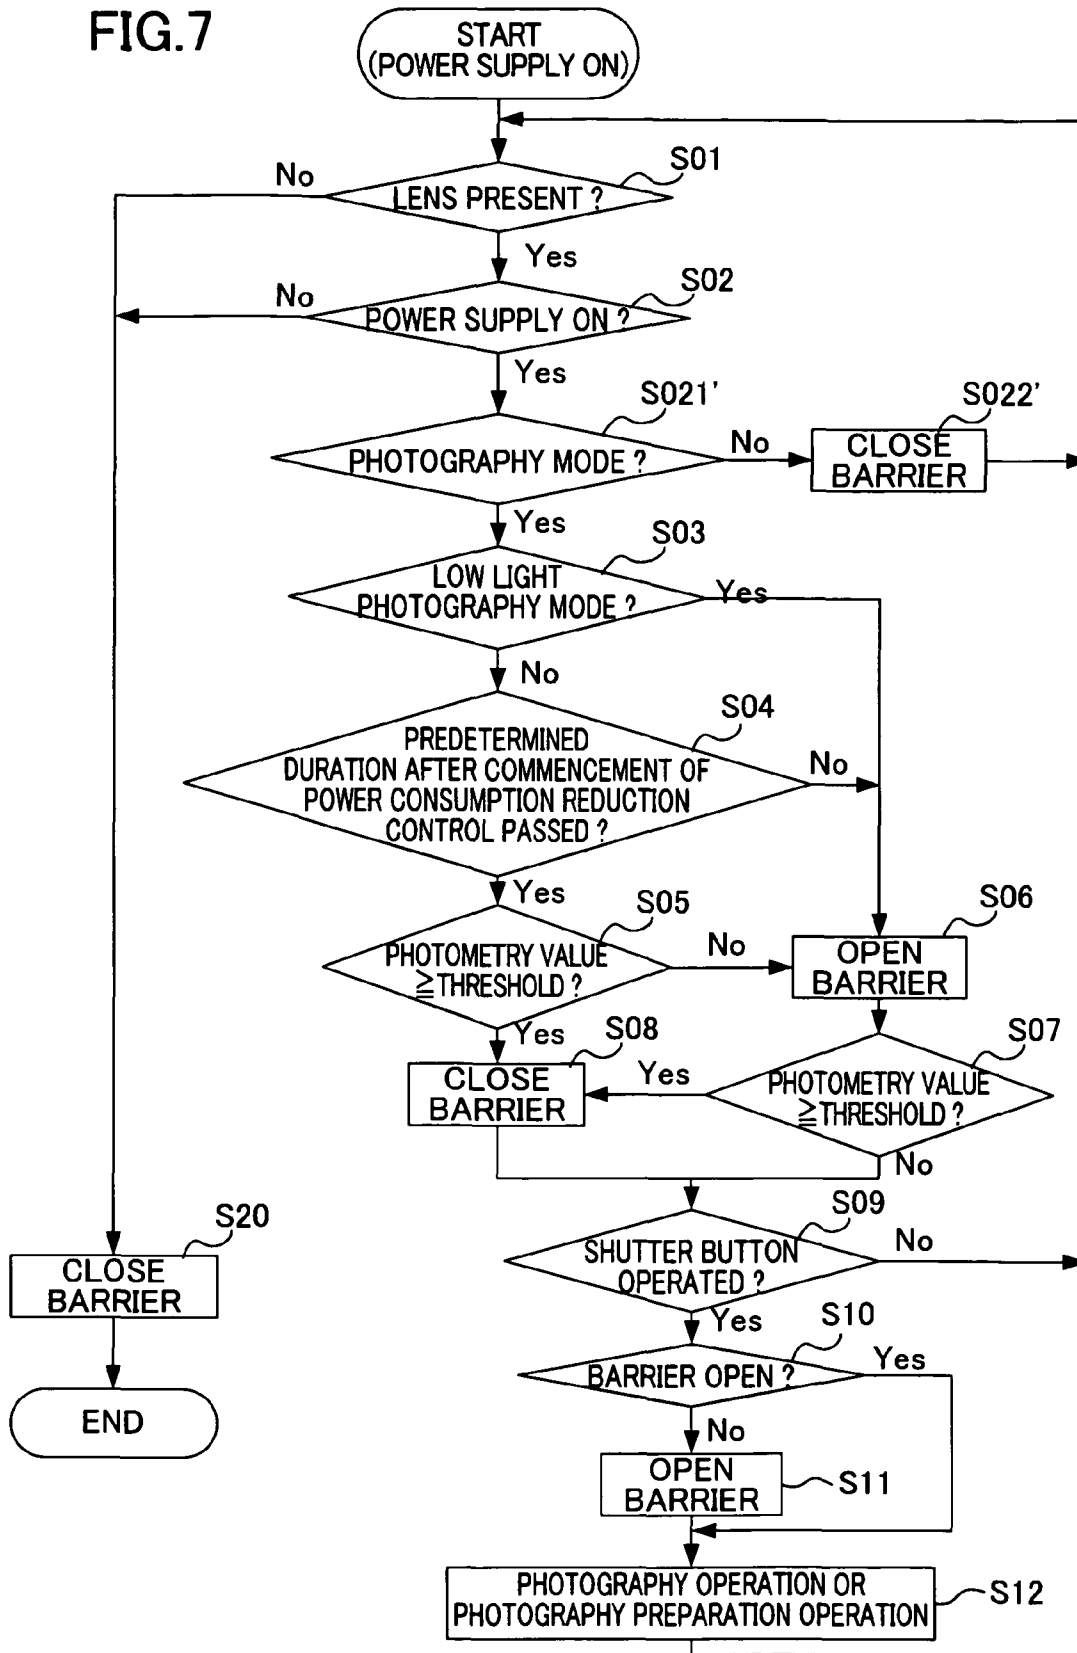 FIG.7
START
(POWER SUPPLY ON)
S01
No
LENS PRESENT ?
Yes
S02
No
POWER SUPPLY ON ?
Yes
S021'
S022'
PHOTOGRAPHY MODE ?
No
CLOSE
BARRIER
Yes
S03
LOW LIGHT
PHOTOGRAPHY MODE ?
Yes
No
S04
PREDETERMINED
DURATION AFTER COMMENCEMENT OF
POWER CONSUMPTION REDUCTION
CONTROL PASSED ?
No
Yes
S05
S06
PHOTOMETRY VALUE
≧THRESHOLD ?
No
OPEN
BARRIER
Yes
S08
S07
CLOSE
BARRIER
Yes
PHOTOMETRY VALUE
≧THRESHOLD ?
No
S09
S20
SHUTTER BUTTON
OPERATED ?
No
CLOSE
BARRIER
Yes
S10
BARRIER OPEN ?
Yes
END
No
OPEN
BARRIER
S11
PHOTOGRAPHY OPERATION OR
PHOTOGRAPHY PREPARATION OPERATION
S12